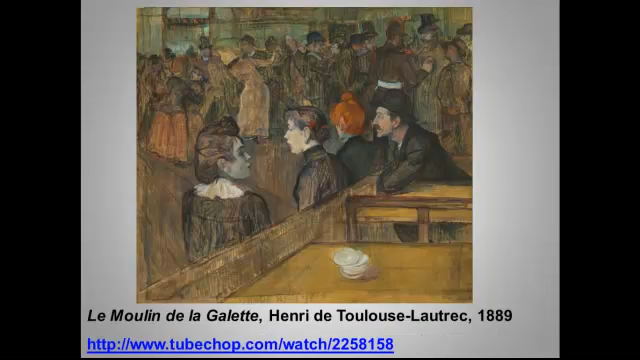 Le Moulin de la Galette, Henri de Toulouse-Lautrec, 1889
http://www.tubechop.com/watch/2258158